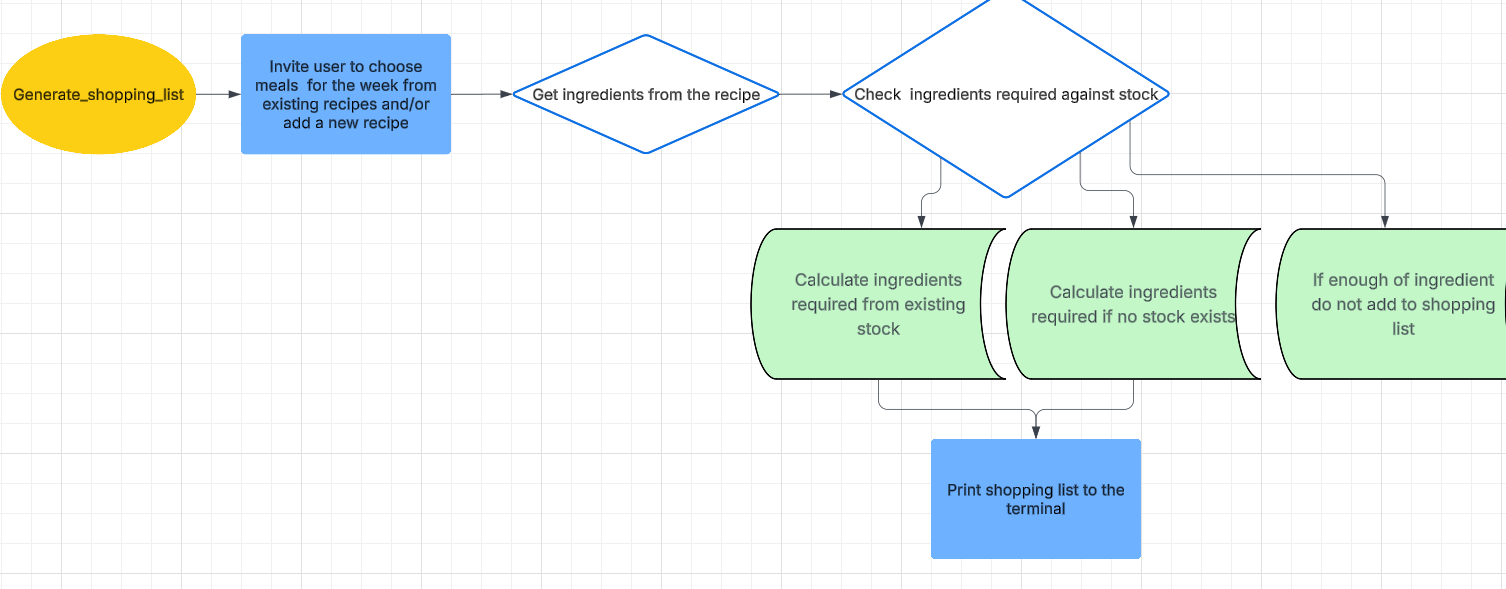 Generate_shopping_list
Invite user to choose
meals  for the week from
existing recipes and/or
add a new recipe
Get ingredients from the recipe
Check  ingredients required against stock
Calculate ingredients
required from existing
stock
Calculate ingredients
required if no stock exists
If enough of ingredient
do not add to shopping
list
Print shopping list to the
terminal